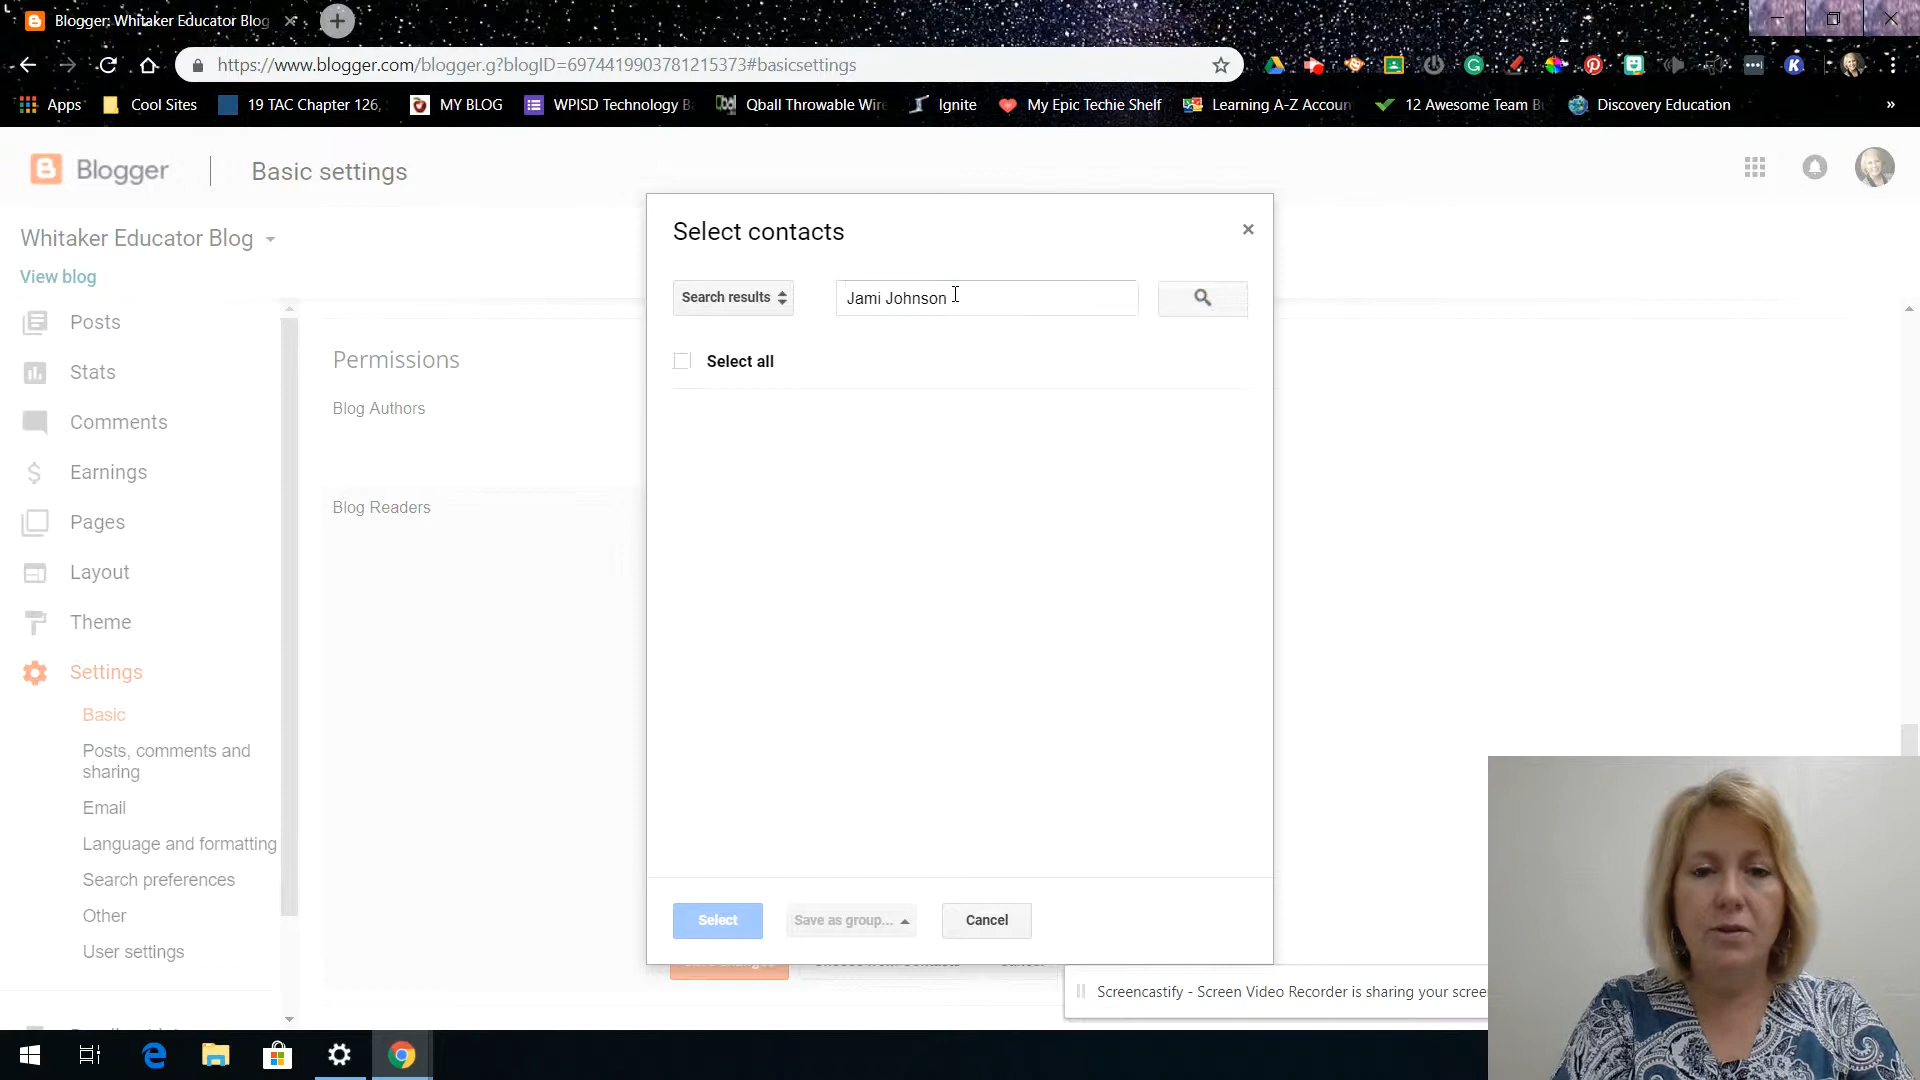 Blogger: Whitaker Educator Blog
https://www.blogger.com/blogger.g?blogID=6974419903781215373#basicsettings
Apps Cool Sites 19 TAC Chapter 126, MY BLOG WPISD Technology Qball Throwable Wire Ignite My Epic Techie Shelf Learning A-Z Accoun 12 Awesome Team Discovery Education »
Blogger
Basic settings
Whitaker Educator Blog
View blog
Posts
Stats
Comments
Earnings
Pages
Layout
Theme
Settings
Basic
Posts, comments and
sharing
Email
Language and formatting
Search preferences
Other
User settings
Permissions
Blog Authors
Blog Readers
Select contacts
Search results
Jami Johnson
Select all
Select
Save as group...
Cancel
Screencastify - Screen Video Recorder is sharing your scree